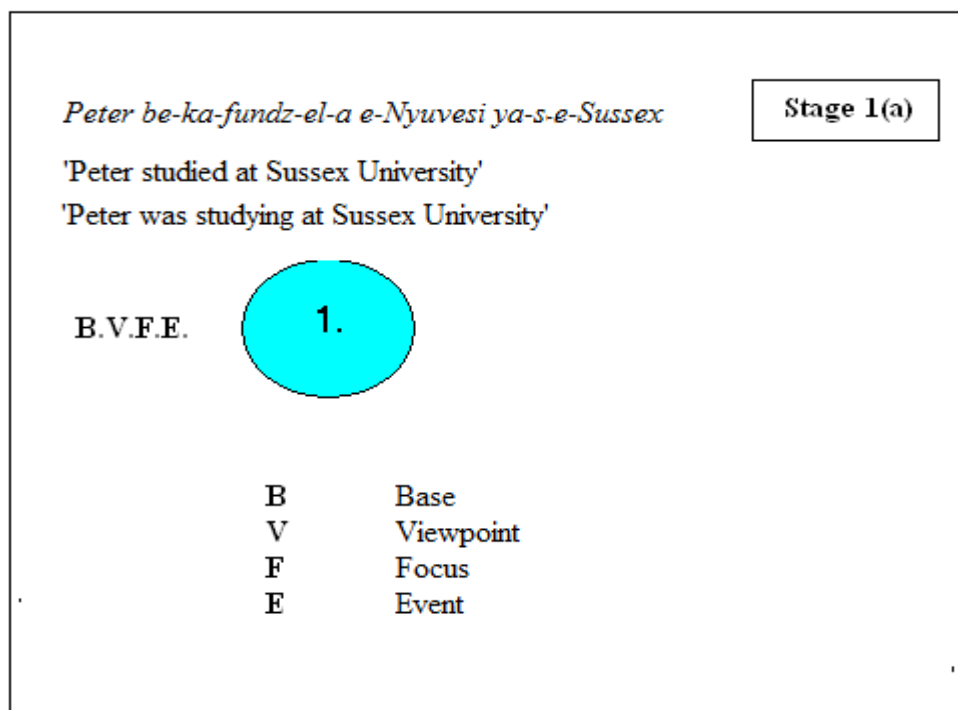 Peter be-ka-fundz-el-a e-Nyuvesi ya-s-e-Sussex
Stage 1(a)
'Peter studied at Sussex University'
'Peter was studying at Sussex University'
B.V.F.E.
1.
B Base
V Viewpoint
F Focus
E Event